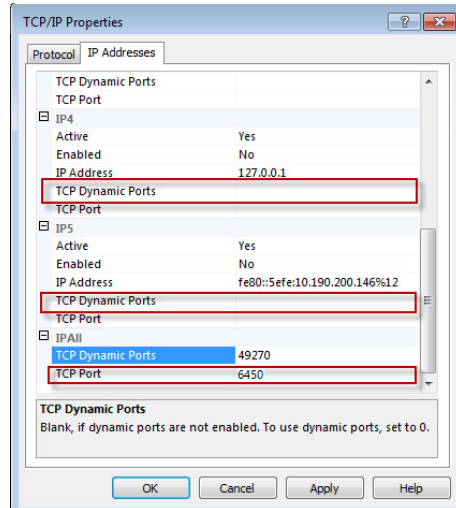 TCP/IP Properties
Protocol IP Addresses
TCP Dynamic Ports
TCP Port
IP4
Active Yes
Enabled No
IP Address 127.0.0.1
TCP Dynamic Ports
TCP Port
IP5
Active Yes
Enabled No
IP Address fe80::5efe:10.190.200.146%12
TCP Dynamic Ports
TCP Port
IPAll
TCP Dynamic Ports 49270
TCP Port 6450
TCP Dynamic Ports
Blank, if dynamic ports are not enabled. To use dynamic ports, set to 0.
OK Cancel Apply Help